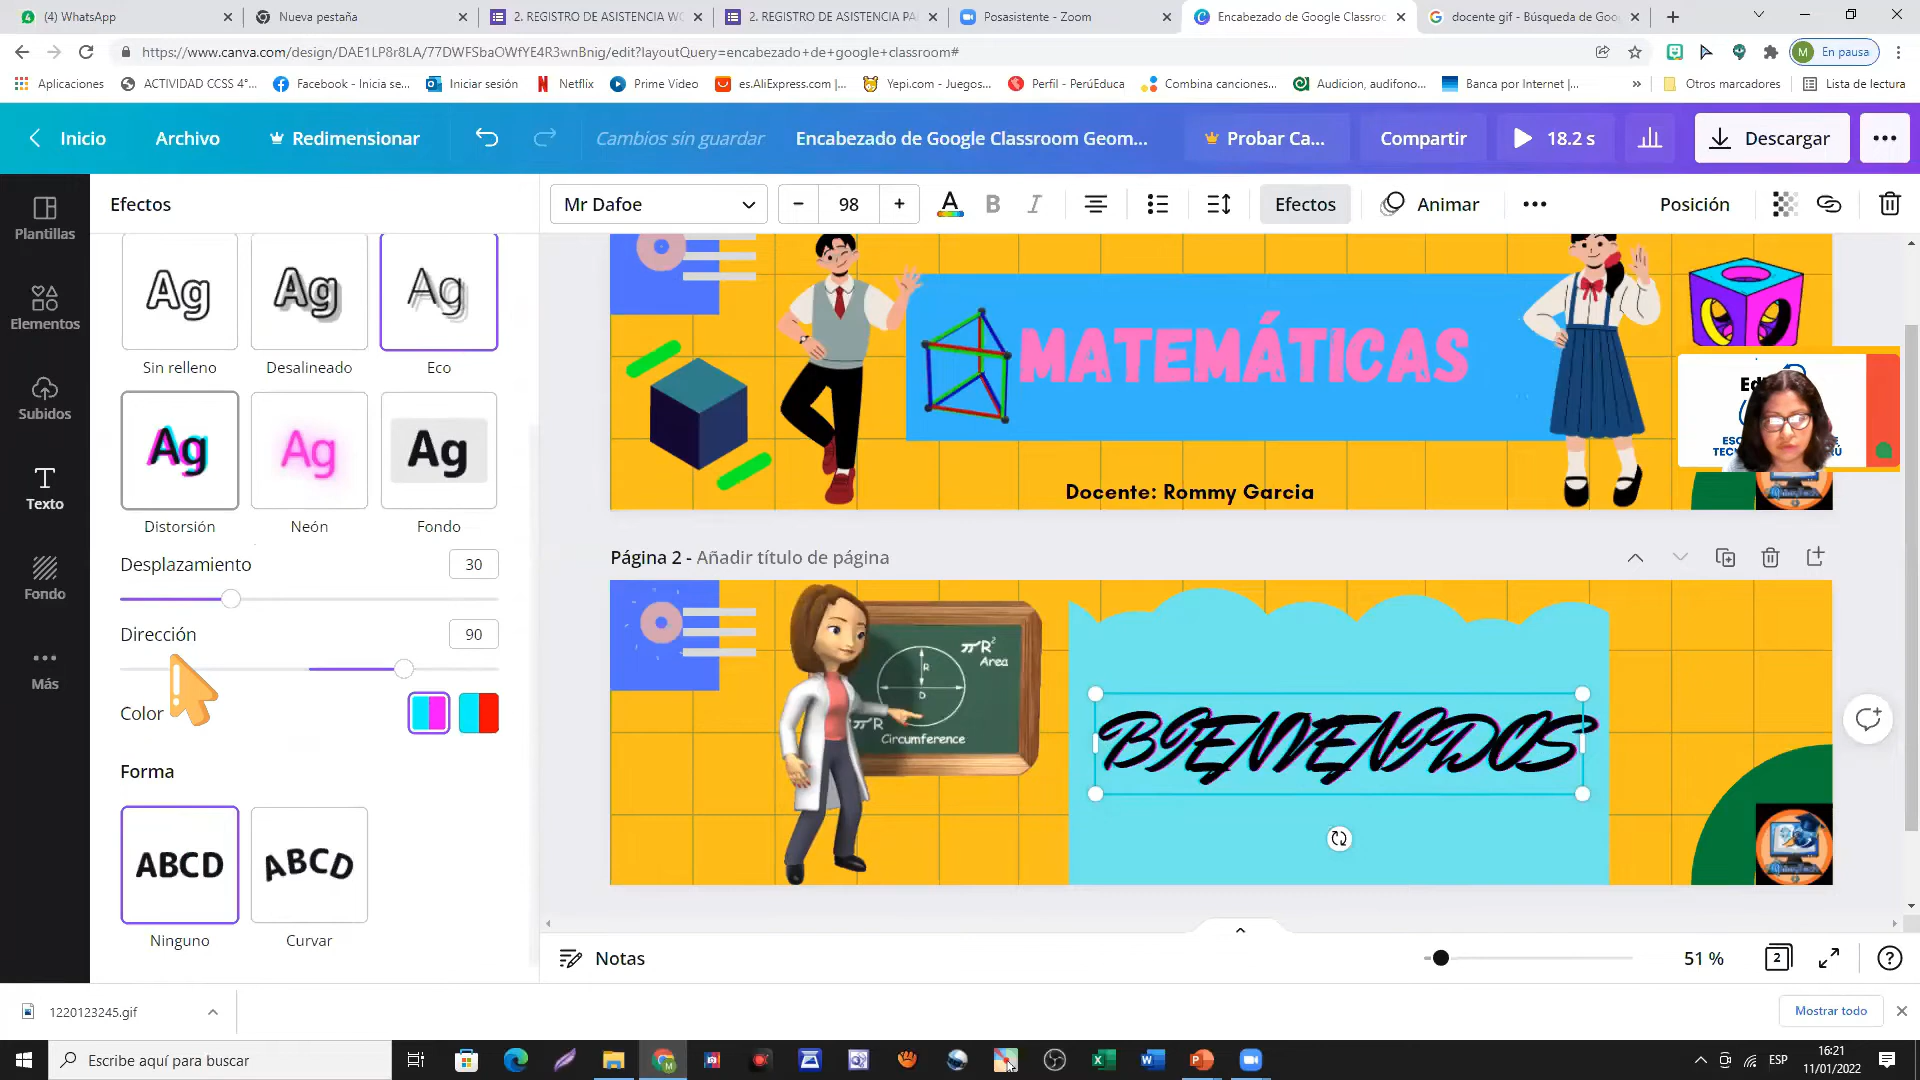 (4) WhatsApp
Nueva pestaña
2. REGISTRO DE ASISTENCIA WO
2. REGISTRO DE ASISTENCIA PA
Posasistente - Zoom
Encabezado de Google Classroo
docente gif - Búsqueda de Goo
https://www.canva.com/design/DAE1LP8r8LA/77DWFSbaOWfYE4R3wnBnig/edit?layoutQuery=encabezado+de+google+classroom#
M
En pausa
Aplicaciones
ACTIVIDAD CCSS 4°...
Facebook - Inicia se...
Iniciar sesión
Netflix
Prime Video
es.AliExpress.com |...
Yepi.com - Juegos...
Perfil - PerúEduca
Combina canciones...
Audicion, audifono...
Banca por Internet |...
Otros marcadores
Lista de lectura
Inicio
Archivo
Redimensionar
Cambios sin guardar
Encabezado de Google Classroom Geom...
Probar Ca...
Compartir
18.2 s
Descargar
Plantillas
Elementos
Subidos
Texto
Fondo
Más
Efectos
Mr Dafoe
98
A
B
I
Efectos
Animar
Posición
Ag
Ag
Ag
Sin relleno
Desalineado
Eco
Ag
Ag
Ag
Distorsión
Neón
Fondo
Desplazamiento
30
Dirección
90
Color
Forma
ABCD
ABCD
Ninguno
Curvar
MATEMÁTICAS
Docente: Rommy Garcia
Página 2 - Añadir título de página
πR²
Area
R
D
πR
Circumference
BIENVENIDOS
Notas
51 %
2
1220123245.gif
Mostrar todo
Escribe aquí para buscar
ESP
16:21
11/01/2022